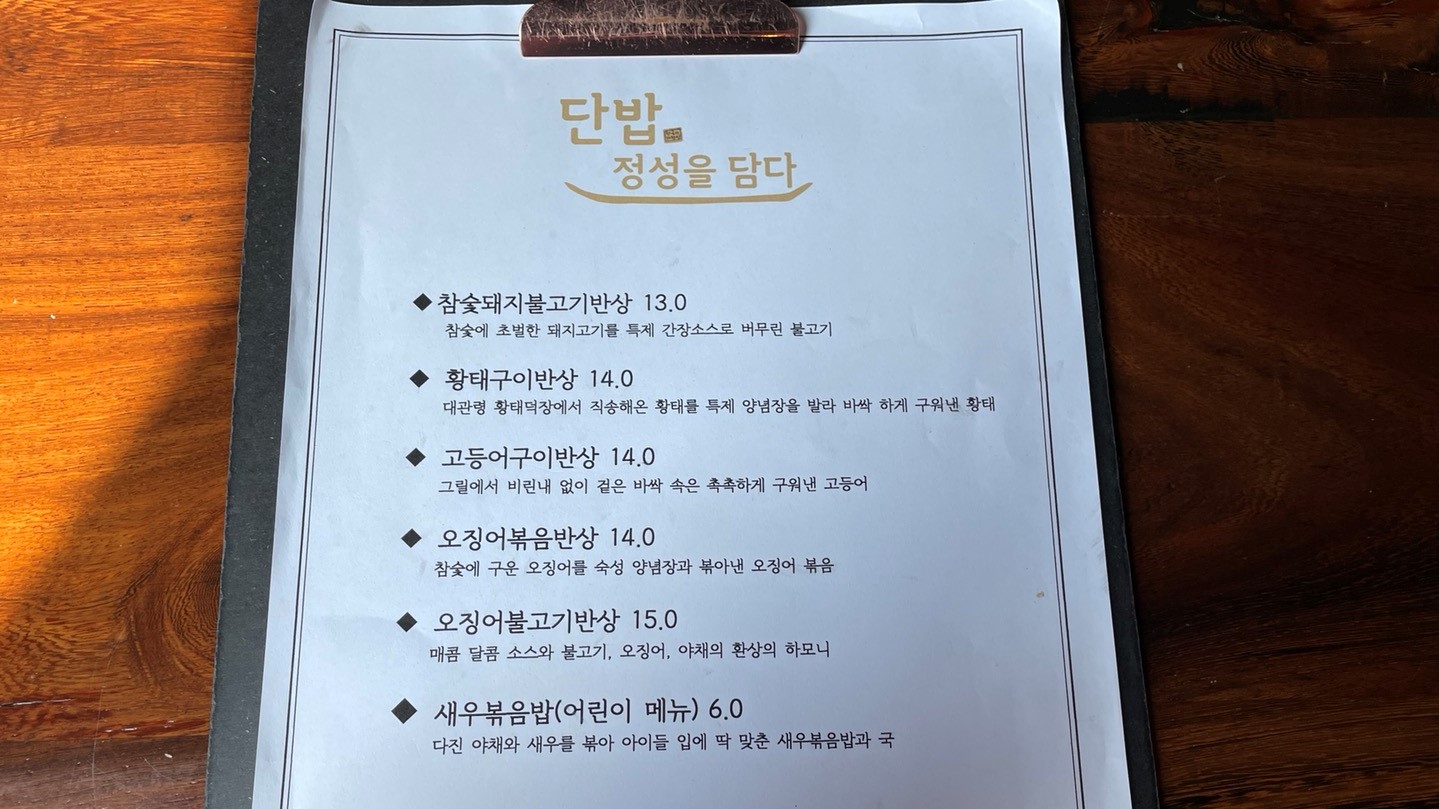 단밥
정성을 담다
◆ 참숯돼지불고기반상 13.0
참숯에 초벌한 돼지고기를 특제 간장소스로 버무린 불고기
◆ 황태구이반상 14.0
대관령 황태덕장에서 직송해온 황태를 특제 양념장을 발라 바싹 하게 구워낸 황태
◆ 고등어구이반상 14.0
그릴에서 비린내 없이 겉은 바싹 속은 촉촉하게 구워낸 고등어
◆ 오징어볶음반상 14.0
참숯에 구운 오징어를 숙성 양념장과 볶아낸 오징어 볶음
◆ 오징어불고기반상 15.0
매콤 달콤 소스와 불고기, 오징어, 야채의 환상의 하모니
◆ 새우볶음밥(어린이 메뉴) 6.0
다진 야채와 새우를 볶아 아이들 입에 딱 맞춘 새우볶음밥과 국